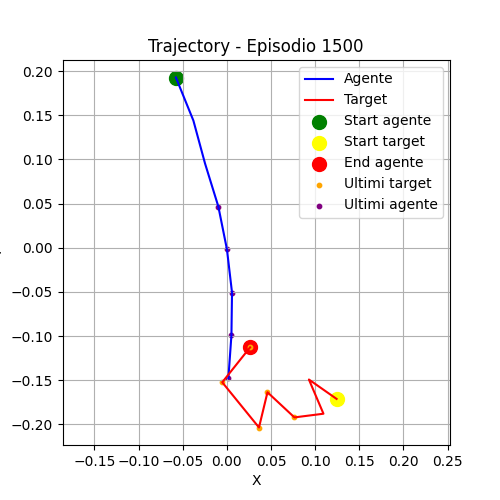 Trajectory - Episodio 1500
Agente
Target
Start agente
Start target
End agente
Ultimi target
Ultimi agente
0.20
0.15
0.10
0.05
0.00
−0.05
−0.10
−0.15
−0.20
−0.15 −0.10 −0.05 0.00 0.05 0.10 0.15 0.20 0.25
X